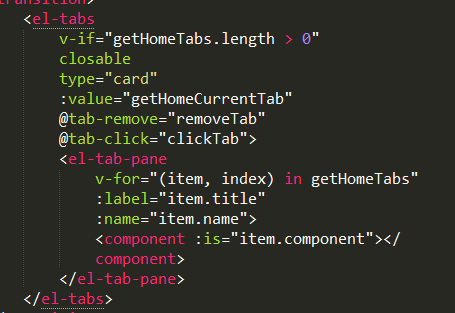 transition>
<el-tabs
v-if="getHomeTabs.length > 0"
closable
type="card"
:value="getHomeCurrentTab"
@tab-remove="removeTab"
@tab-click="clickTab">
<el-tab-pane
v-for="(item, index) in getHomeTabs"
:label="item.title"
:name="item.name">
<component :is="item.component"></
component>
</el-tab-pane>
</el-tabs>